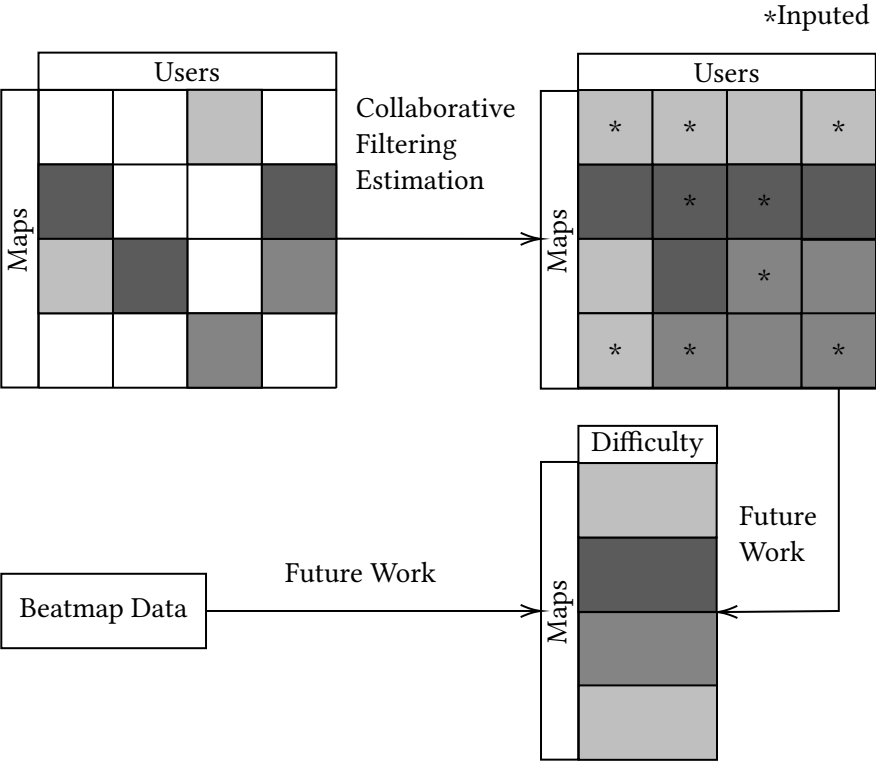 *Inputed
Users
Maps
Collaborative
Filtering
Estimation
Users
Maps
* * *
* *
*
* * *
Difficulty
Maps
Future
Work
Future Work
Beatmap Data